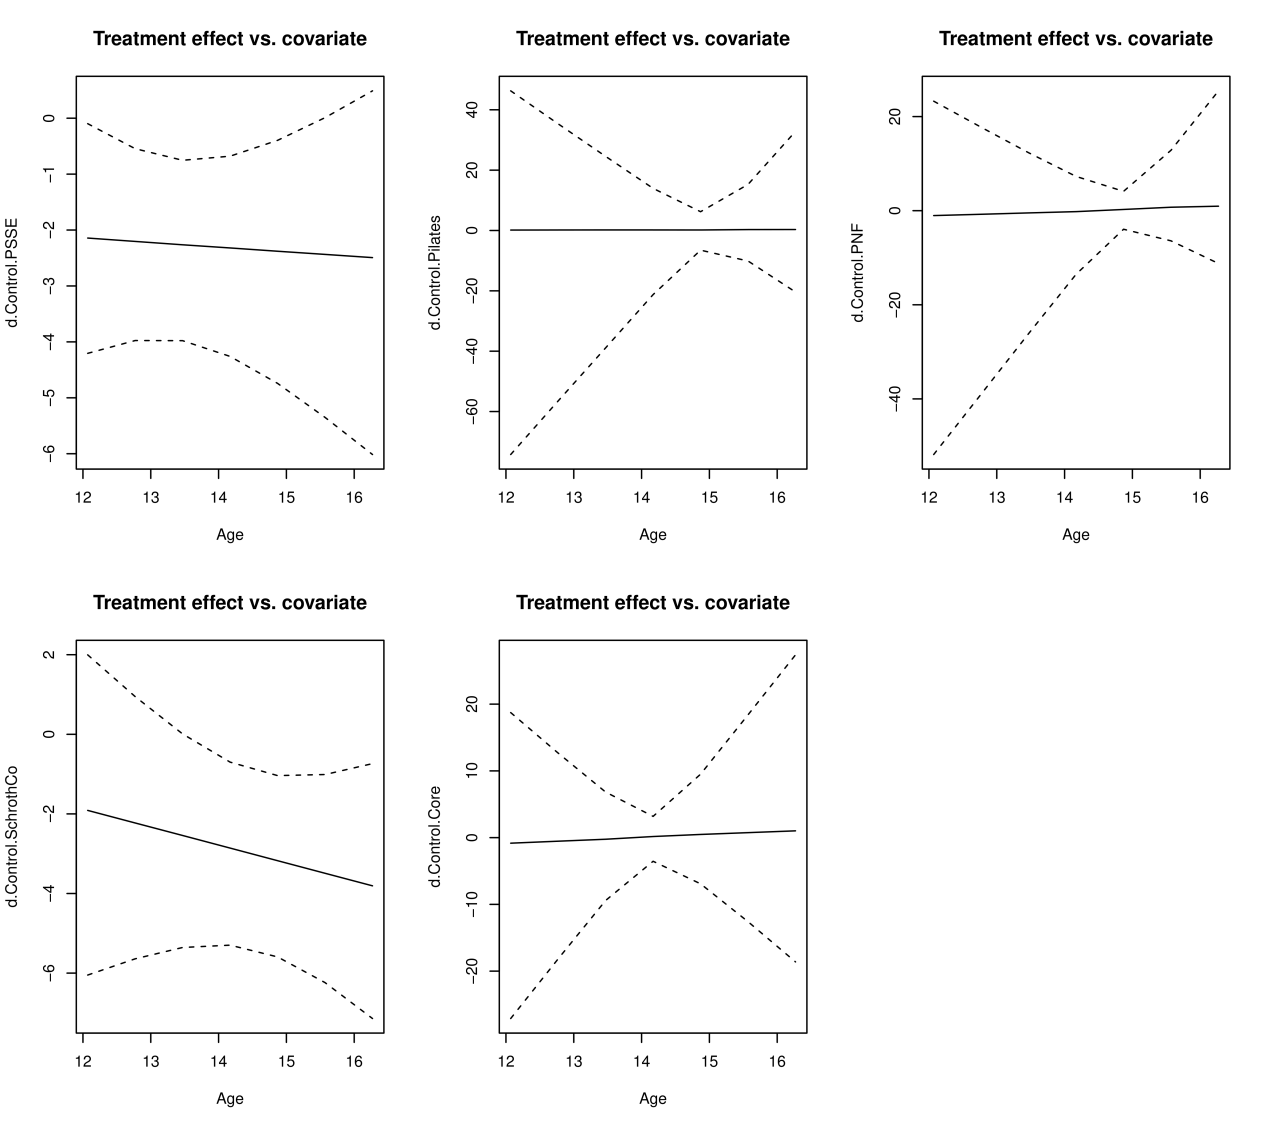 Treatment effect vs. covariate
d.Control.PSSE
0
−1
−2
−3
−4
−5
−6
12 13 14 15 16
Age
Treatment effect vs. covariate
d.Control.Pilates
40
20
0
−20
−40
−60
12 13 14 15 16
Age
Treatment effect vs. covariate
d.Control.PNF
20
0
−20
−40
12 13 14 15 16
Age
Treatment effect vs. covariate
d.Control.SchrothCo
2
0
−2
−4
−6
12 13 14 15 16
Age
Treatment effect vs. covariate
d.Control.Core
20
10
0
−10
−20
12 13 14 15 16
Age